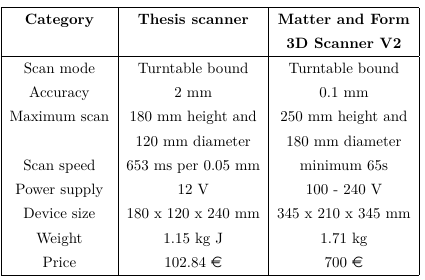 Category Thesis scanner Matter and Form
3D Scanner V2
Scan mode Turntable bound Turntable bound
Accuracy 2 mm 0.1 mm
Maximum scan 180 mm height and 250 mm height and
120 mm diameter 180 mm diameter
Scan speed 653 ms per 0.05 mm minimum 65s
Power supply 12 V 100 - 240 V
Device size 180 x 120 x 240 mm 345 x 210 x 345 mm
Weight 1.15 kg J 1.71 kg
Price 102.84 € 700 €